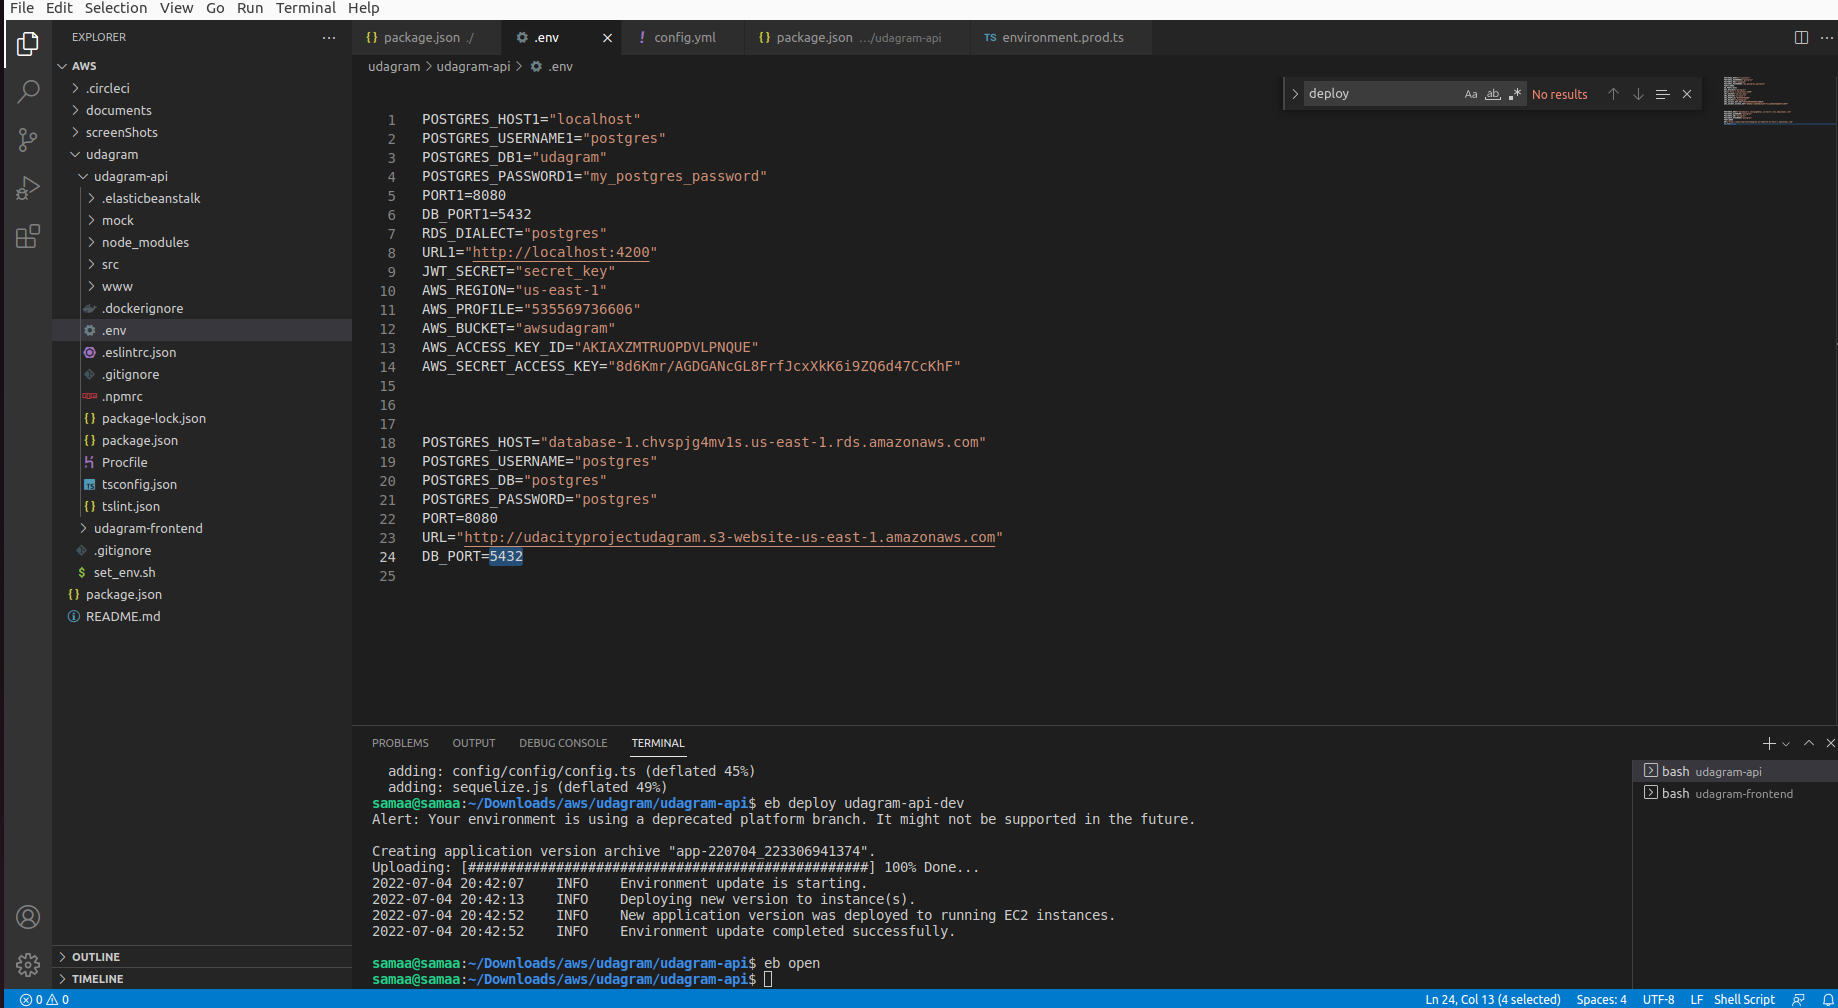 File Edit Selection View Go Run Terminal Help
EXPLORER
AWS
.circleci
documents
screenShots
udagram
udagram-api
.elasticbeanstalk
mock
node_modules
src
www
.dockerignore
.env
.eslintrc.json
.gitignore
.npmrc
package-lock.json
package.json
Procfile
tsconfig.json
tslint.json
udagram-frontend
.gitignore
set_env.sh
package.json
README.md
OUTLINE
TIMELINE
package.json ./ .env config.yml package.json .../udagram-api TS environment.prod.ts
udagram > udagram-api > .env
deploy Aa ab .* No results
1 POSTGRES_HOST1="localhost"
2 POSTGRES_USERNAME1="postgres"
3 POSTGRES_DB1="udagram"
4 POSTGRES_PASSWORD1="my_postgres_password"
5 PORT1=8080
6 DB_PORT1=5432
7 RDS_DIALECT="postgres"
8 URL1="http://localhost:4200"
9 JWT_SECRET="secret_key"
10 AWS_REGION="us-east-1"
11 AWS_PROFILE="535569736606"
12 AWS_BUCKET="awsudagram"
13 AWS_ACCESS_KEY_ID="AKIAXZMTRUOPDVLPNQUE"
14 AWS_SECRET_ACCESS_KEY="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"
15
16
17
18 POSTGRES_HOST="database-1.chvspjg4mv1s.us-east-1.rds.amazonaws.com"
19 POSTGRES_USERNAME="postgres"
20 POSTGRES_DB="postgres"
21 POSTGRES_PASSWORD="postgres"
22 PORT=8080
23 URL="http://udacityprojectudagram.s3-website-us-east-1.amazonaws.com"
24 DB_PORT=5432
25
PROBLEMS OUTPUT DEBUG CONSOLE TERMINAL
adding: config/config/config.ts (deflated 45%)
adding: sequelize.js (deflated 49%)
samaa@samaa:~/Downloads/aws/udagram/udagram-api$ eb deploy udagram-api-dev
Alert: Your environment is using a deprecated platform branch. It might not be supported in the future.
Creating application version archive "app-220704_223306941374".
Uploading: [##################################################] 100% Done...
2022-07-04 20:42:07 INFO Environment update is starting.
2022-07-04 20:42:13 INFO Deploying new version to instance(s).
2022-07-04 20:42:52 INFO New application version was deployed to running EC2 instances.
2022-07-04 20:42:52 INFO Environment update completed successfully.
samaa@samaa:~/Downloads/aws/udagram/udagram-api$ eb open
samaa@samaa:~/Downloads/aws/udagram/udagram-api$
bash udagram-api
bash udagram-frontend
0 0 Ln 24, Col 13 (4 selected) Spaces: 4 UTF-8 LF Shell Script